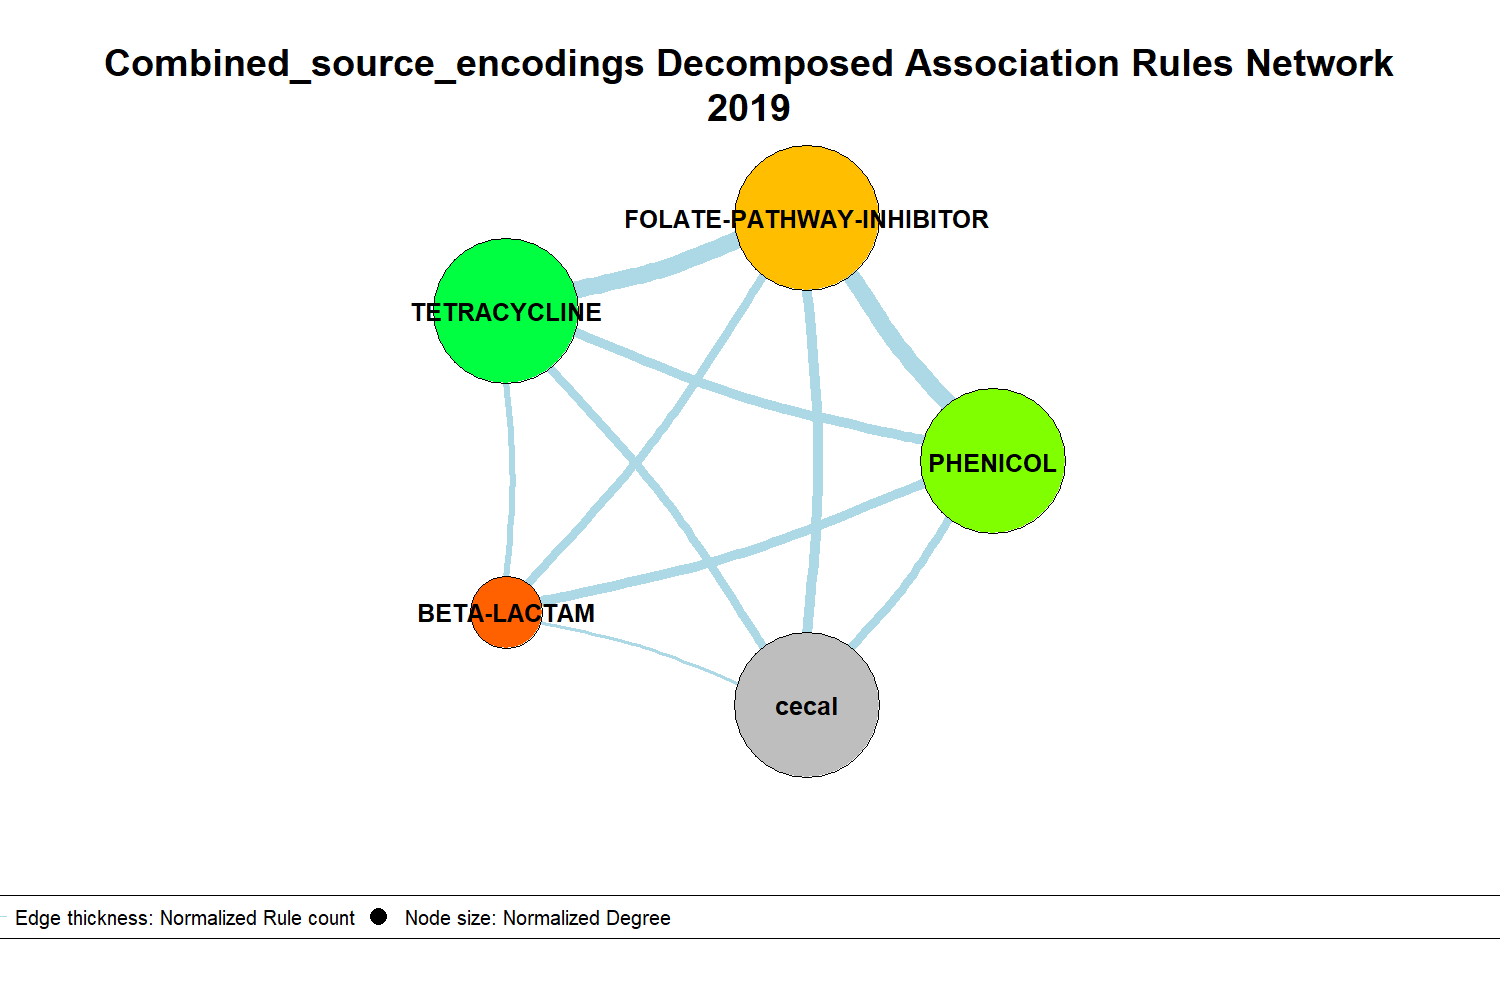 Combined_source_encodings Decomposed Association Rules Network
2019
FOLATE-PATHWAY-INHIBITOR
TETRACYCLINE
PHENICOL
BETA-LACTAM
cecal
Edge thickness: Normalized Rule count
Node size: Normalized Degree